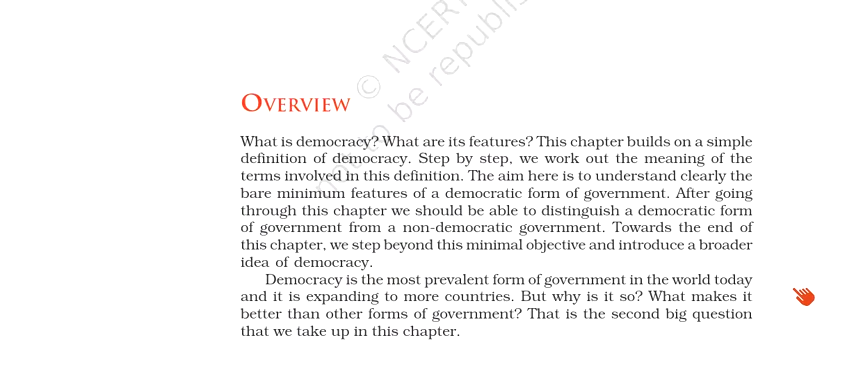 © NCERT
not to be republis
OVERVIEW
What is democracy? What are its features? This chapter builds on a simple
definition of democracy. Step by step, we work out the meaning of the
terms involved in this definition. The aim here is to understand clearly the
bare minimum features of a democratic form of government. After going
through this chapter we should be able to distinguish a democratic form
of government from a non-democratic government. Towards the end of
this chapter, we step beyond this minimal objective and introduce a broader
idea of democracy.
Democracy is the most prevalent form of government in the world today
and it is expanding to more countries. But why is it so? What makes it
better than other forms of government? That is the second big question
that we take up in this chapter.